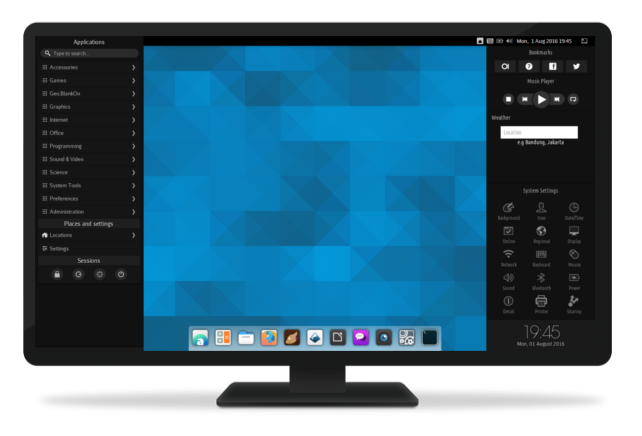 Applications
Type to search...
Accessories
Games
Geo BlankOn
Graphics
Internet
Office
Programming
Sound & Video
Science
System Tools
Preferences
Administration
Places and settings
Locations
Settings
Sessions
Mon, 1 Aug 2016 19:45
Bookmarks
Music Player
Weather
Location
e.g Bandung, Jakarta
System Settings
Background User Date/Time
Online Regional Display
Network Keyboard Mouse
Sound Bluetooth Power
Detail Printer Sharing
19:45
Mon, 01 August 2016